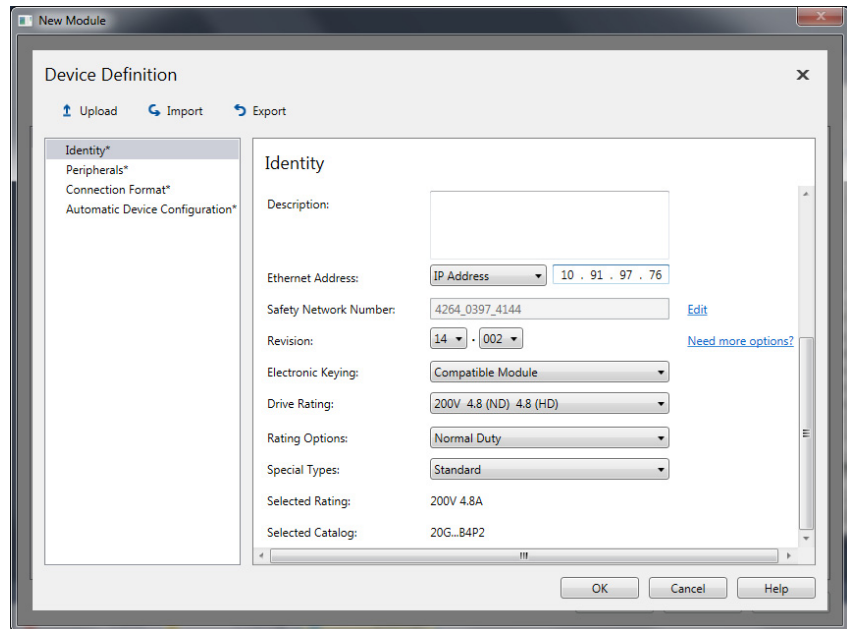 New Module
Device Definition
Upload Import Export
Identity*
Peripherals*
Connection Format*
Automatic Device Configuration*
Identity
Description:
Ethernet Address: IP Address 10 . 91 . 97 . 76
Safety Network Number: 4264_0397_4144 Edit
Revision: 14 . 002 Need more options?
Electronic Keying: Compatible Module
Drive Rating: 200V 4.8 (ND) 4.8 (HD)
Rating Options: Normal Duty
Special Types: Standard
Selected Rating: 200V 4.8A
Selected Catalog: 20G...B4P2
OK Cancel Help